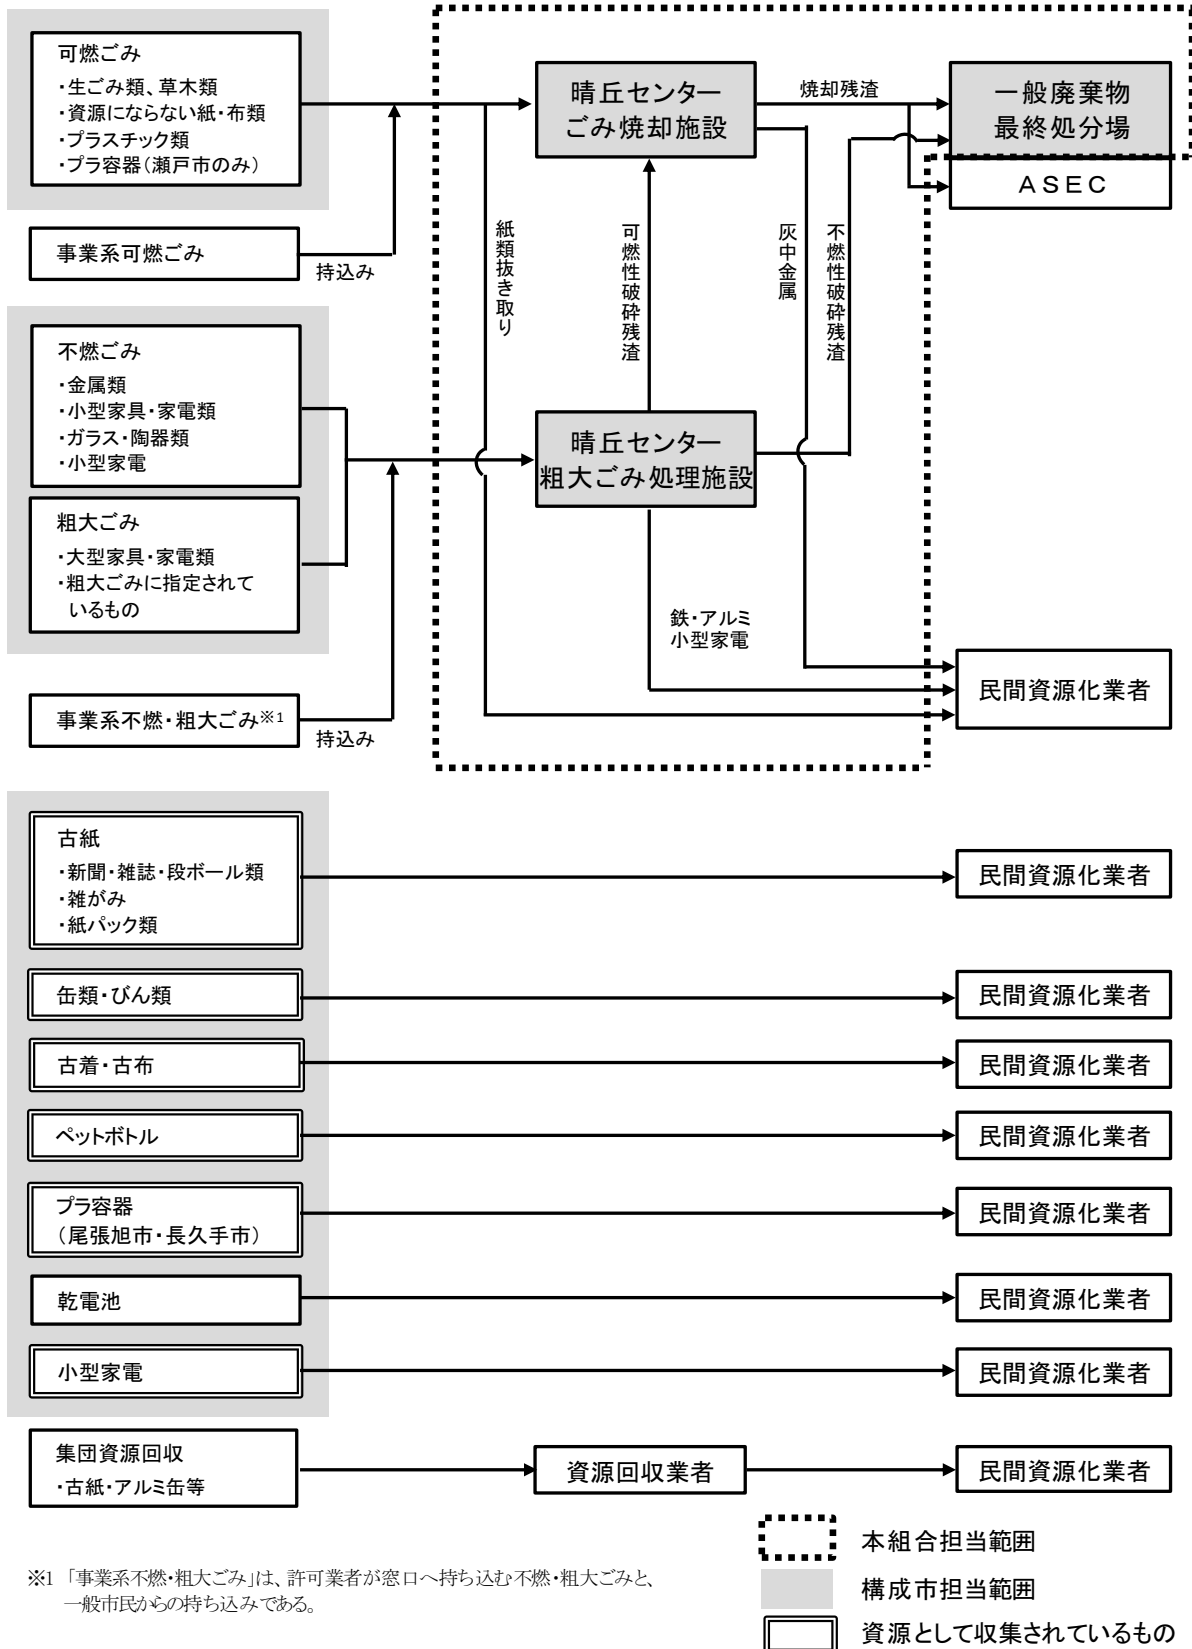 可燃ごみ
・生ごみ類、草木類
・資源にならない紙・布類
・プラスチック類
・プラ容器(瀬戸市のみ)
事業系可燃ごみ
持込み
不燃ごみ
・金属類
・小型家具・家電類
・ガラス・陶器類
・小型家電
粗大ごみ
・大型家具・家電類
・粗大ごみに指定されて
いるもの
事業系不燃・粗大ごみ※1
持込み
紙類抜き取り
晴丘センター
ごみ焼却施設
可燃性破砕残渣
晴丘センター
粗大ごみ処理施設
鉄・アルミ
小型家電
焼却残渣
灰中金属
不燃性破砕残渣
一般廃棄物
最終処分場
ASEC
民間資源化業者
古紙
・新聞・雑誌・段ボール類
・雑がみ
・紙パック類
民間資源化業者
缶類・びん類
民間資源化業者
古着・古布
民間資源化業者
ペットボトル
民間資源化業者
プラ容器
(尾張旭市・長久手市)
民間資源化業者
乾電池
民間資源化業者
小型家電
民間資源化業者
集団資源回収
・古紙・アルミ缶等
資源回収業者
民間資源化業者
本組合担当範囲
構成市担当範囲
資源として収集されているもの
※1 「事業系不燃・粗大ごみ」は、許可業者が窓口へ持ち込む不燃・粗大ごみと、
一般市民からの持ち込みである。